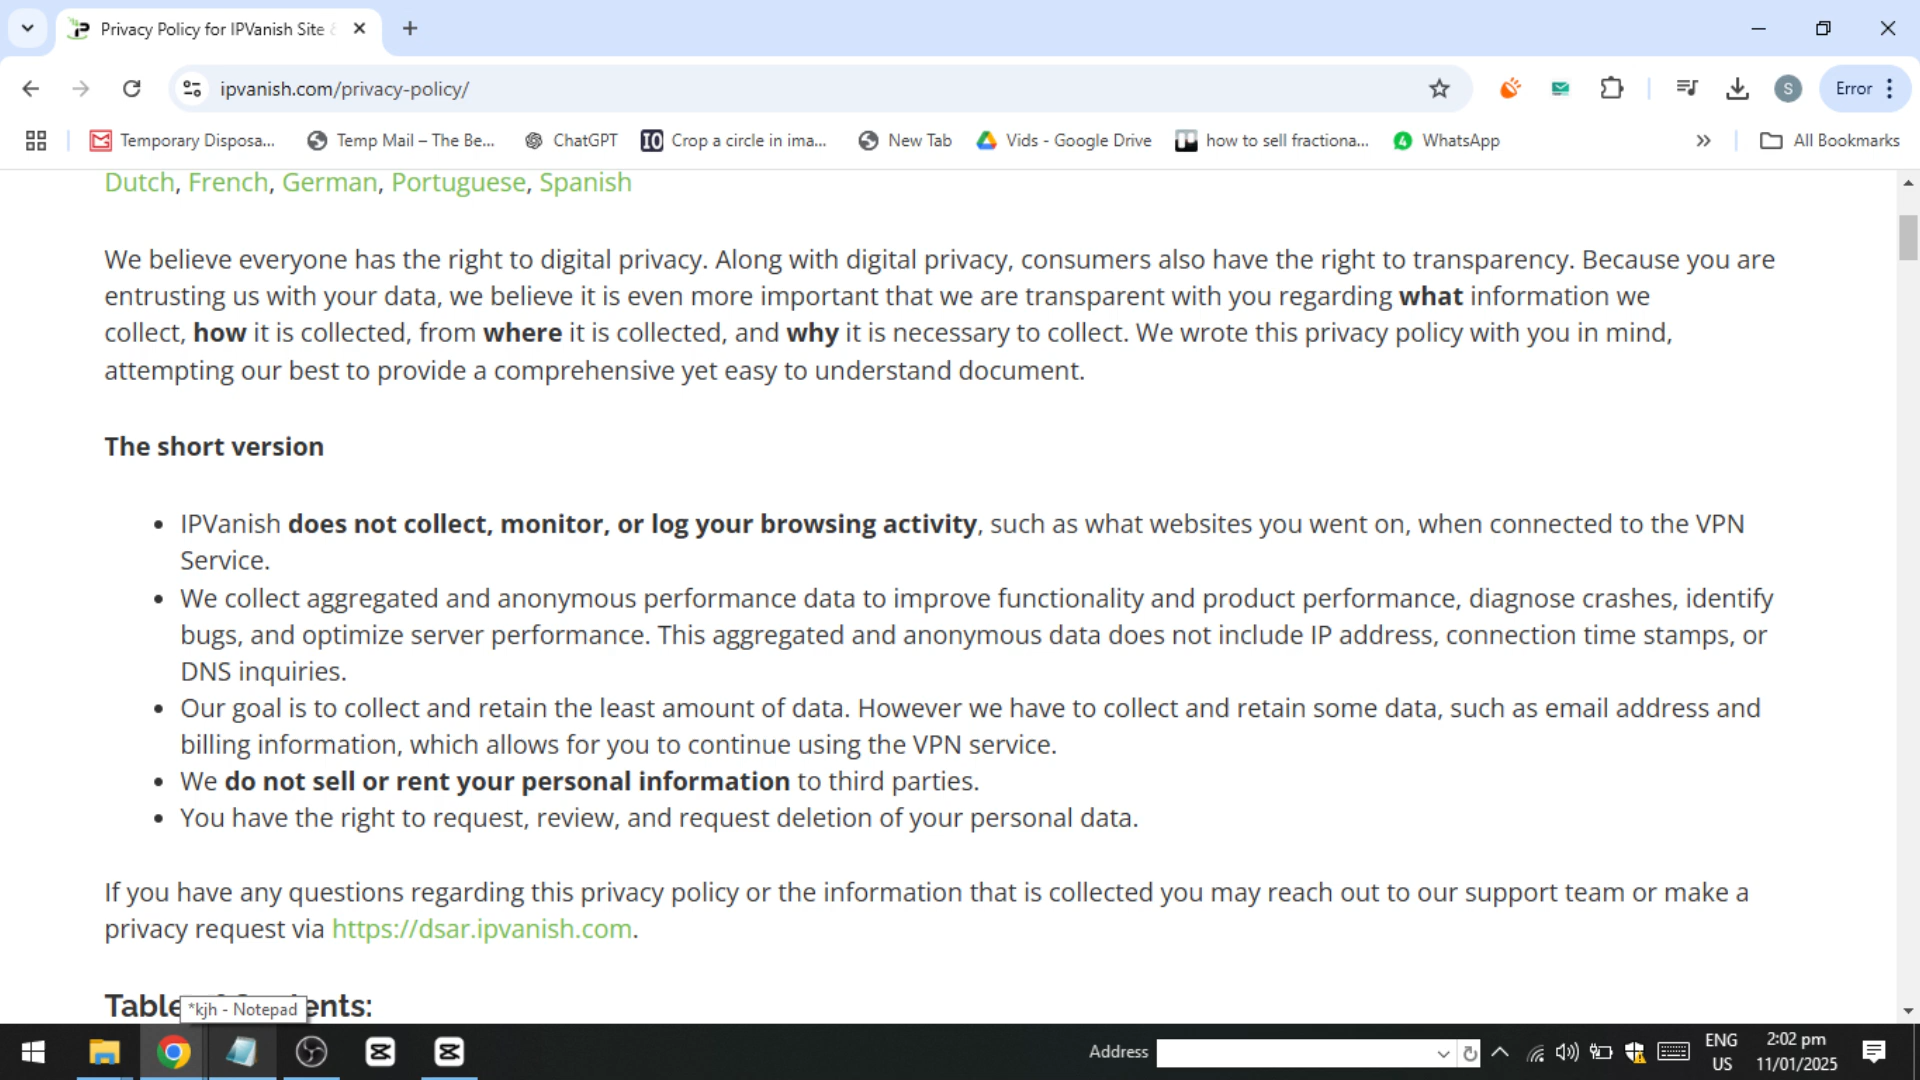 Privacy Policy for IPVanish Site
ipvanish.com/privacy-policy/
S
Error
Temporary Disposa...
Temp Mail – The Be...
ChatGPT
IO
Crop a circle in ima...
New Tab
Vids - Google Drive
how to sell fractiona...
4
WhatsApp
All Bookmarks
Dutch, French, German, Portuguese, Spanish
We believe everyone has the right to digital privacy. Along with digital privacy, consumers also have the right to transparency. Because you are
entrusting us with your data, we believe it is even more important that we are transparent with you regarding what information we
collect, how it is collected, from where it is collected, and why it is necessary to collect. We wrote this privacy policy with you in mind,
attempting our best to provide a comprehensive yet easy to understand document.
The short version
• IPVanish does not collect, monitor, or log your browsing activity, such as what websites you went on, when connected to the VPN
Service.
• We collect aggregated and anonymous performance data to improve functionality and product performance, diagnose crashes, identify
bugs, and optimize server performance. This aggregated and anonymous data does not include IP address, connection time stamps, or
DNS inquiries.
• Our goal is to collect and retain the least amount of data. However we have to collect and retain some data, such as email address and
billing information, which allows for you to continue using the VPN service.
• We do not sell or rent your personal information to third parties.
• You have the right to request, review, and request deletion of your personal data.
If you have any questions regarding this privacy policy or the information that is collected you may reach out to our support team or make a
privacy request via https://dsar.ipvanish.com.
Table ents:
*kjh - Notepad
Address
ENG
US
2:02 pm
11/01/2025